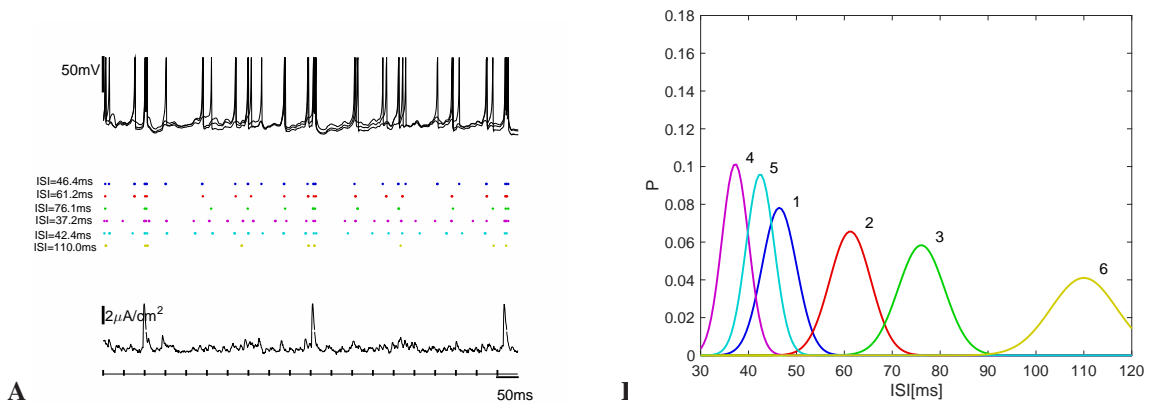 50mV
ISI=46.4ms
ISI=61.2ms
ISI=76.1ms
ISI=37.2ms
ISI=42.4ms
ISI=110.0ms
2μA/cm²
50ms
A
0.18
0.16
0.14
0.12
0.1
0.08
0.06
0.04
0.02
0
P
4
5
1
2
3
6
30 40 50 60 70 80 90 100 110 120
ISI[ms]